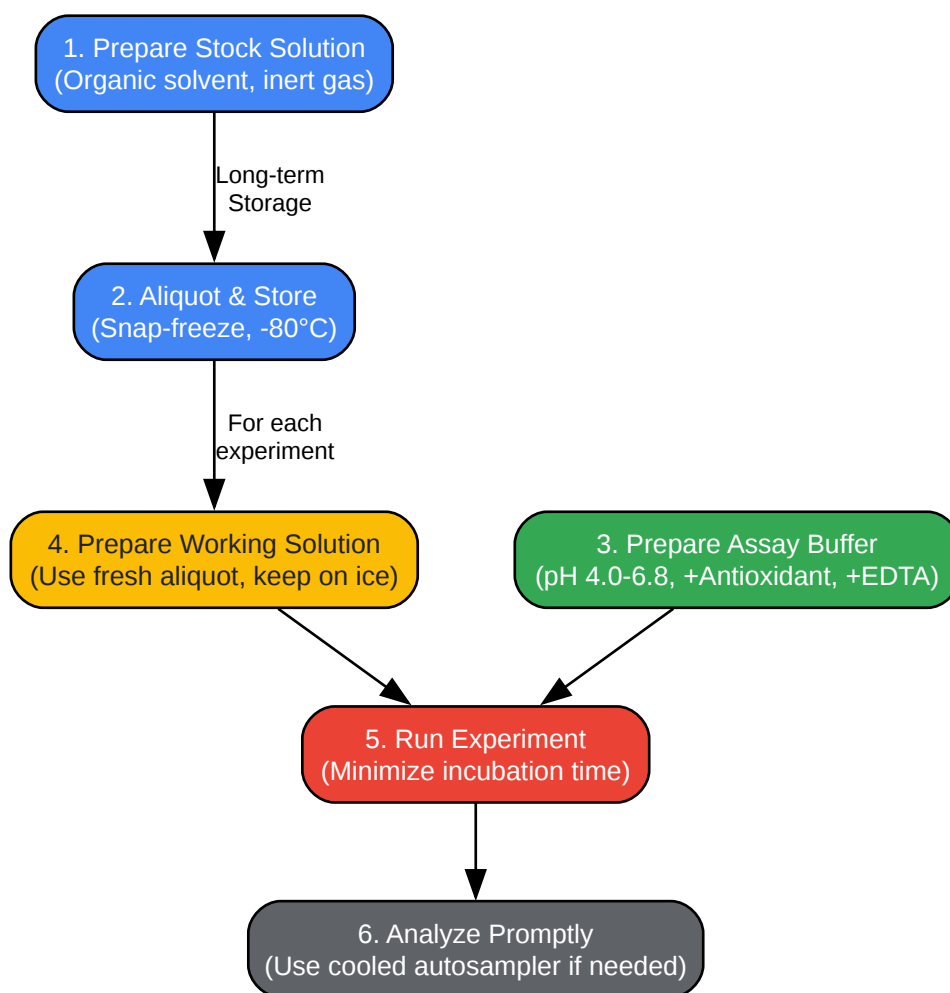 1. Prepare Stock Solution
(Organic solvent, inert gas)
Long-term
Storage
2. Aliquot & Store
(Snap-freeze, -80°C)
For each
experiment
4. Prepare Working Solution
(Use fresh aliquot, keep on ice)
3. Prepare Assay Buffer
(pH 4.0-6.8, +Antioxidant, +EDTA)
5. Run Experiment
(Minimize incubation time)
6. Analyze Promptly
(Use cooled autosampler if needed)